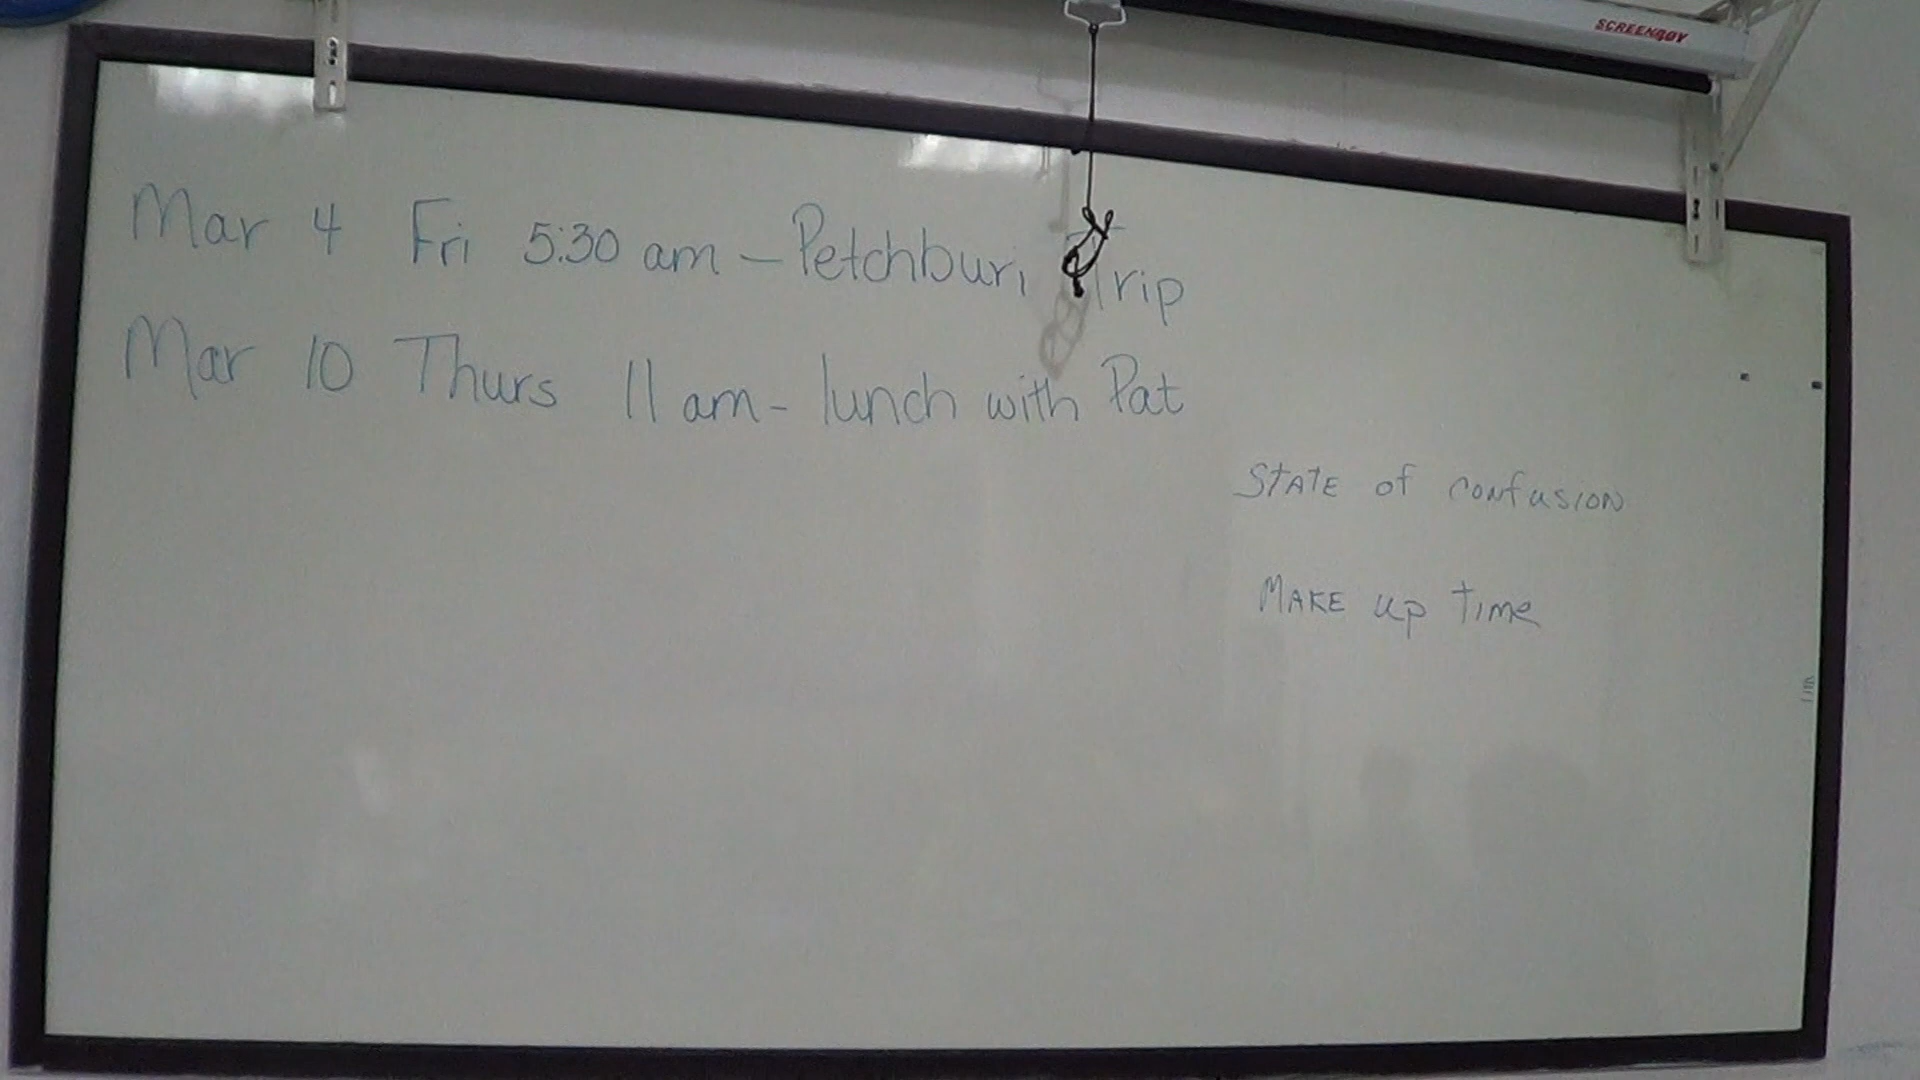 SCREENBOY
Mar 4 Fri 5:30 am - Petchburi Trip
Mar 10 Thurs 11 am - lunch with Pat
State of confusion
Make up time